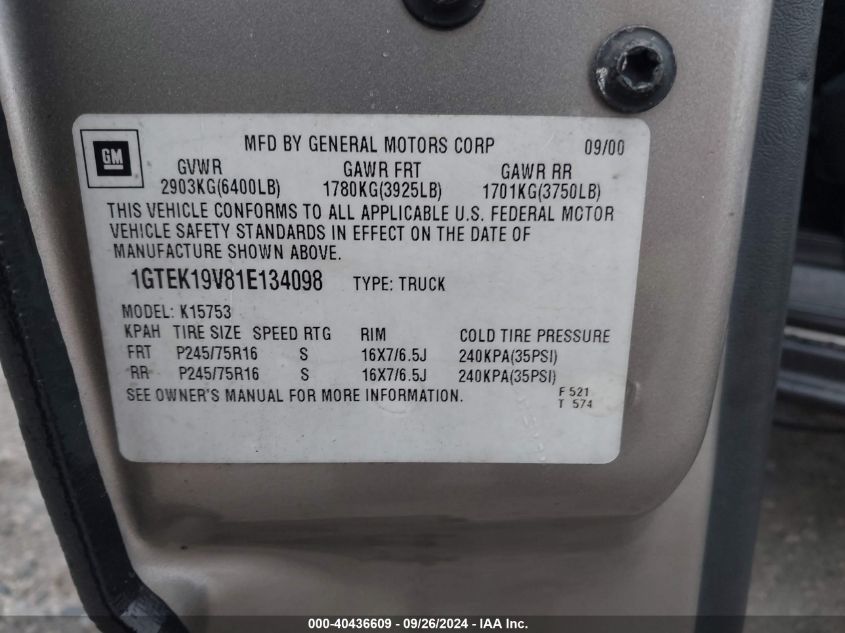 MFD BY GENERAL MOTORS CORP 09/00
GM
GVWR GAWR FRT GAWR RR
2903KG(6400LB) 1780KG(3925LB) 1701KG(3750LB)
THIS VEHICLE CONFORMS TO ALL APPLICABLE U.S. FEDERAL MOTOR
VEHICLE SAFETY STANDARDS IN EFFECT ON THE DATE OF
MANUFACTURE SHOWN ABOVE.
1GTEK19V81E134098 TYPE: TRUCK
MODEL: K15753
KPAH TIRE SIZE SPEED RTG RIM COLD TIRE PRESSURE
FRT P245/75R16 S 16X7/6.5J 240KPA(35PSI)
RR P245/75R16 S 16X7/6.5J 240KPA(35PSI)
SEE OWNER'S MANUAL FOR MORE INFORMATION.
F 521
T 574
000-40436609 - 09/26/2024 - IAA Inc.